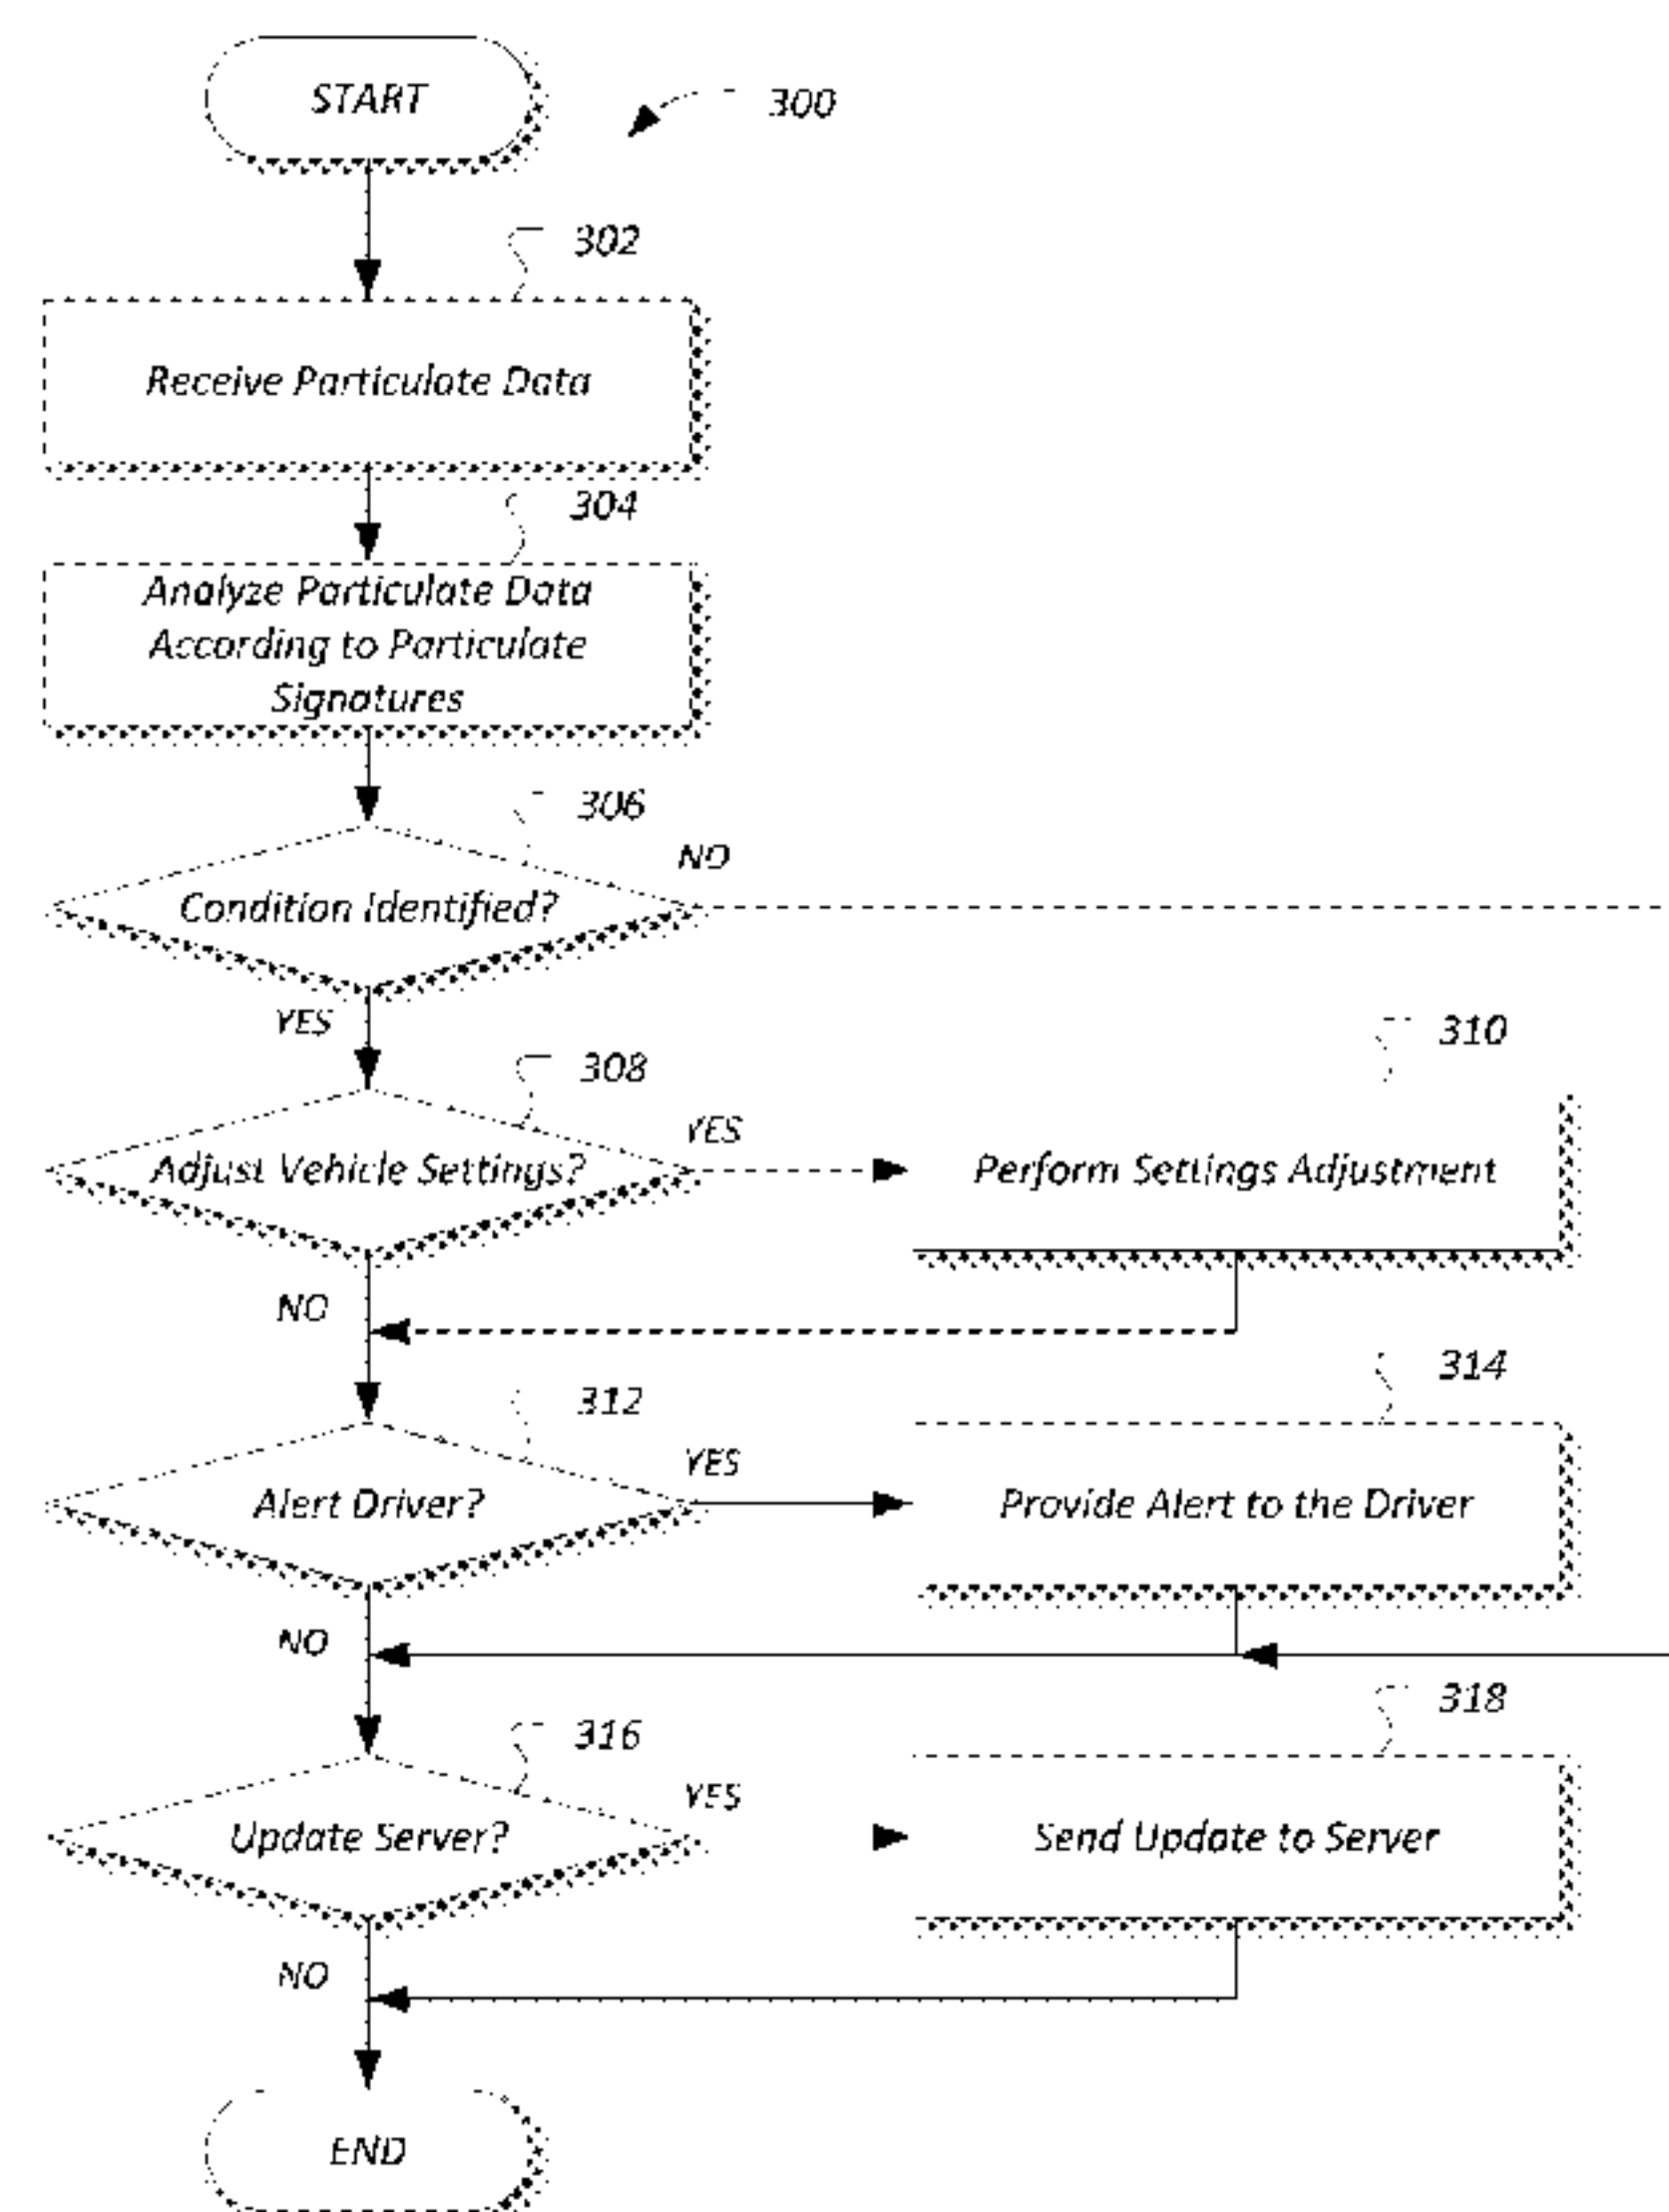 START
300
302
Receive Particulate Data
304
Analyze Particulate Data
According to Particulate
Signatures
306
NO
Condition Identified?
YES
308
310
YES
Adjust Vehicle Settings?
Perform Settings Adjustment
NO
312
314
YES
Alert Driver?
Provide Alert to the Driver
NO
316
318
YES
Update Server?
Send Update to Server
NO
END